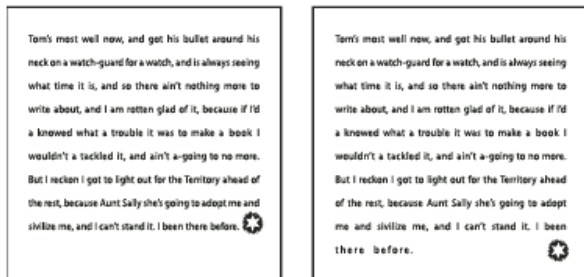 Tom's most well now, and got his bullet around his
neck on a watch-guard for a watch, and is always seeing
what time it is, and so there ain't nothing more to
write about, and I am rotten glad of it, because if I'd
a knowed what a trouble it was to make a book I
wouldn't a tackled it, and ain't a-going to no more.
But I reckon I got to light out for the Territory ahead of
the rest, because Aunt Sally she's going to adopt me and
sivilize me, and I can't stand it. I been there before.
Tom's most well now, and got his bullet around his
neck on a watch-guard for a watch, and is always seeing
what time it is, and so there ain't nothing more to
write about, and I am rotten glad of it, because if I'd
a knowed what a trouble it was to make a book I
wouldn't a tackled it, and ain't a-going to no more.
But I reckon I got to light out for the Territory ahead
of the rest, because Aunt Sally she's going to adopt
me and sivilize me, and I can't stand it. I been
there before.